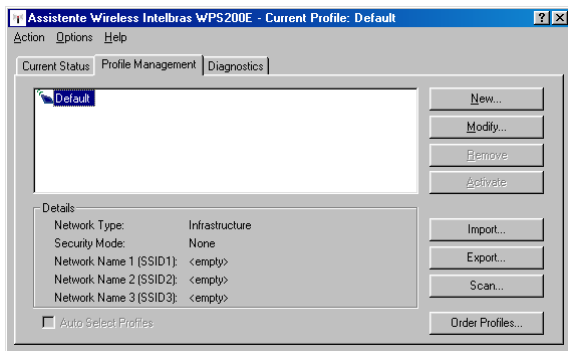 Assistente Wireless Intelbras WPS200E - Current Profile: Default
Action Options Help
Current Status Profile Management Diagnostics
Default
New...
Modify...
Remove
Activate
Details
Network Type: Infrastructure
Security Mode: None
Network Name 1 (SSID1): <empty>
Network Name 2 (SSID2): <empty>
Network Name 3 (SSID3): <empty>
Import...
Export...
Scan...
Auto Select Profiles
Order Profiles...